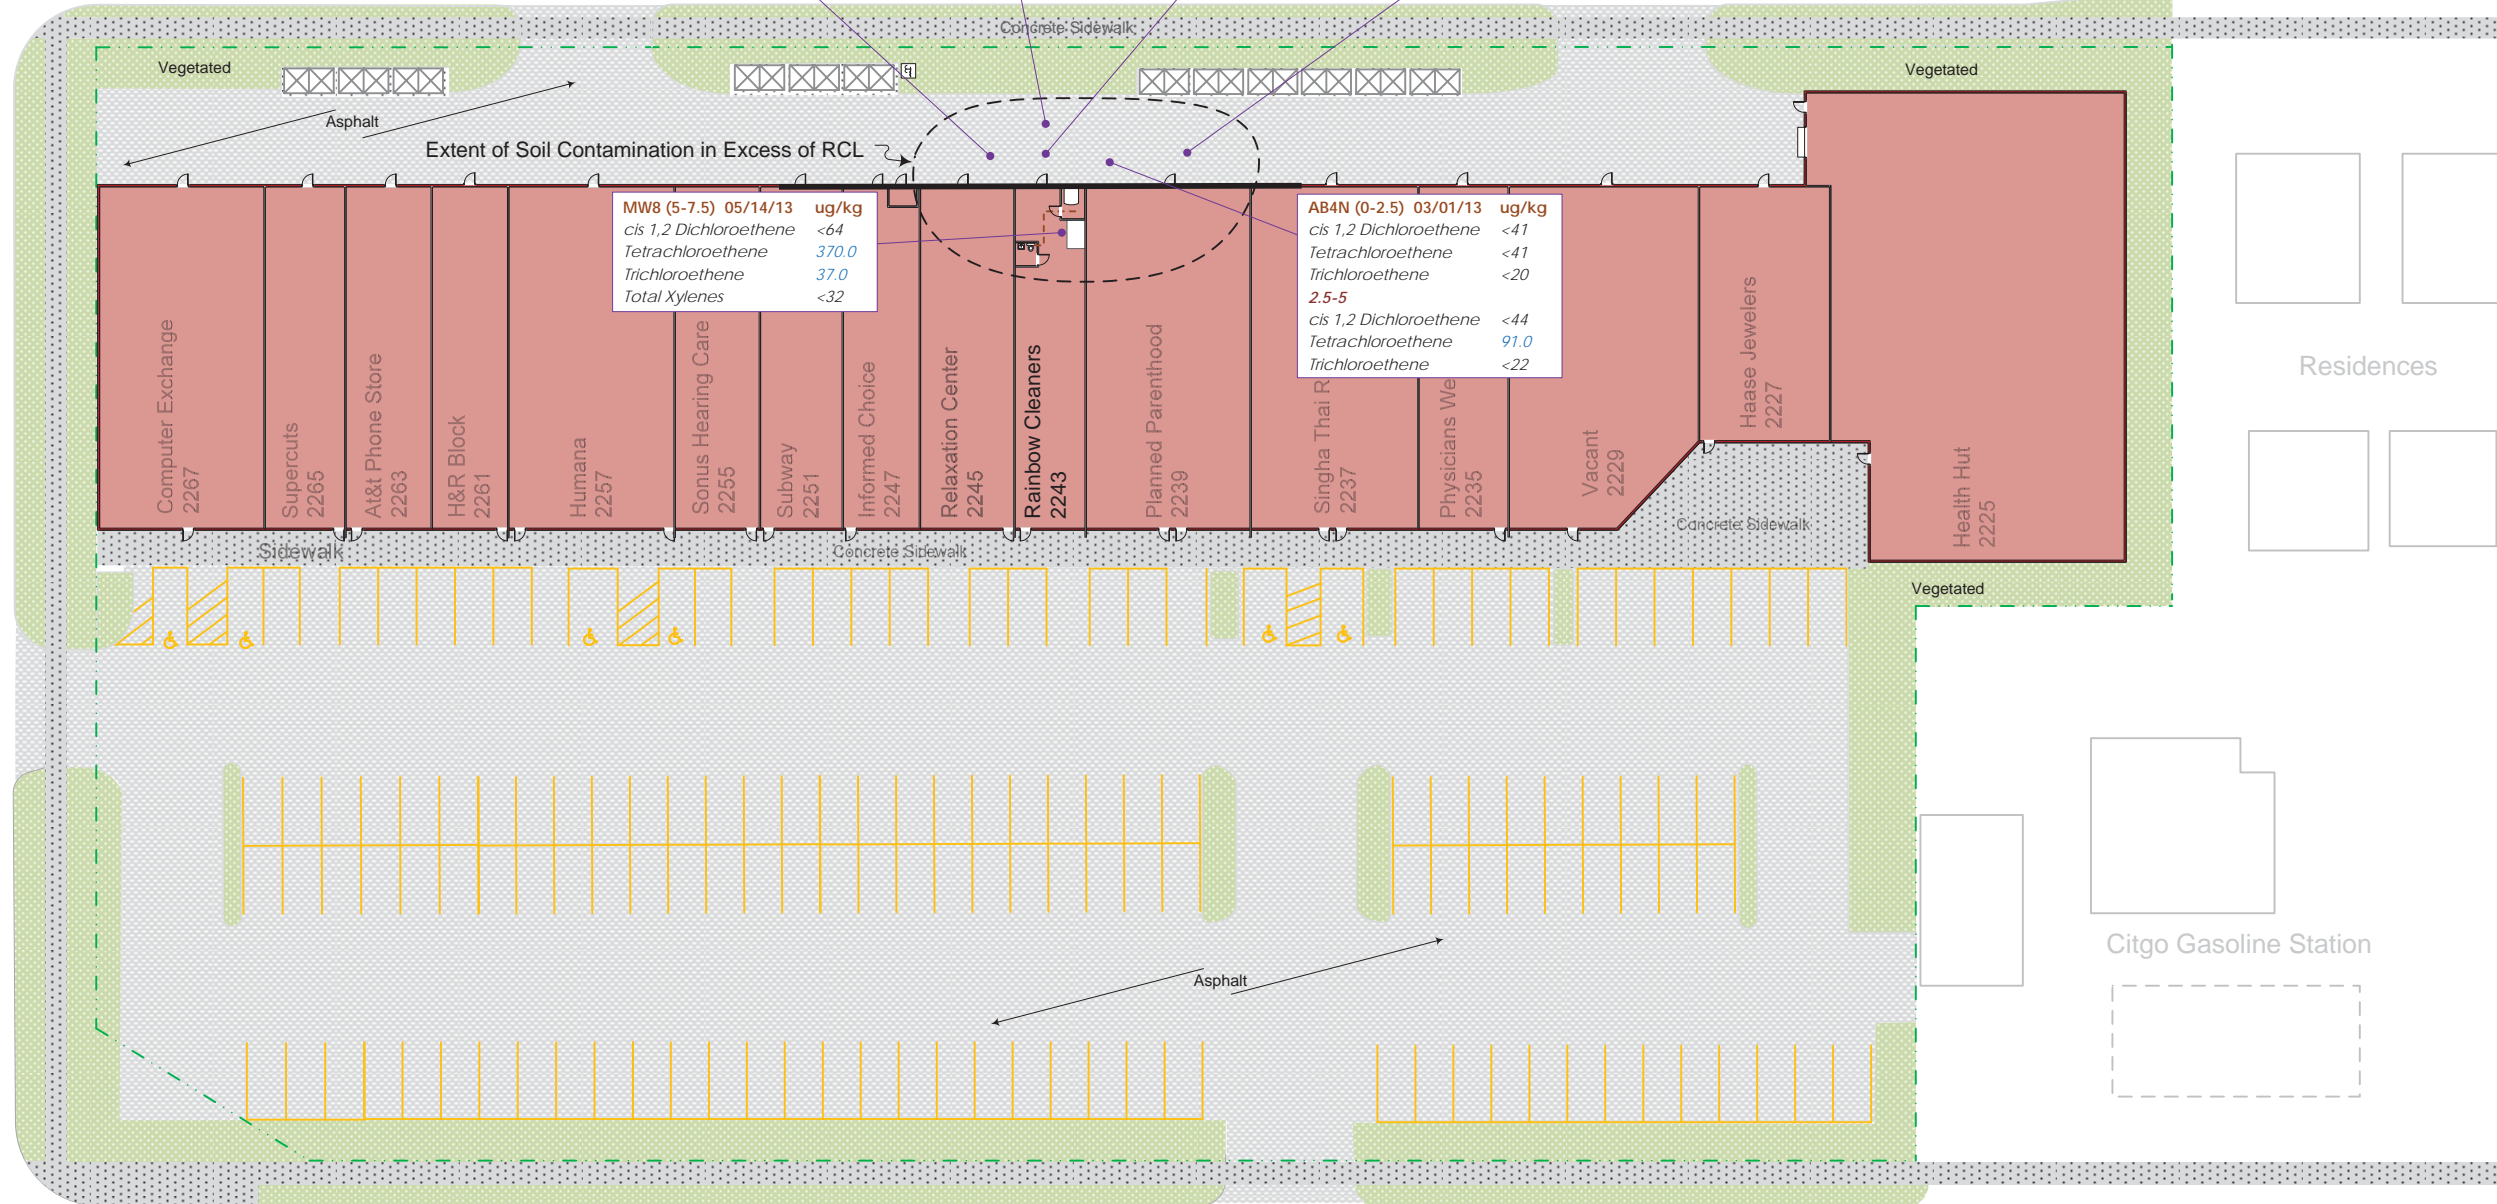 Concrete Sidewalk
Vegetated
Vegetated
Asphalt
Extent of Soil Contamination in Excess of RCL
MW8 (5-7.5) 05/14/13 ug/kg
cis 1,2 Dichloroethene <64
Tetrachloroethene 370.0
Trichloroethene 37.0
Total Xylenes <32
AB4N (0-2.5) 03/01/13 ug/kg
cis 1,2 Dichloroethene <41
Tetrachloroethene <41
Trichloroethene <20
2.5-5
cis 1,2 Dichloroethene <44
Tetrachloroethene 91.0
Trichloroethene <22
Computer Exchange
2267
Supercuts
2265
At&t Phone Store
2263
H&R Block
2261
Humana
2257
Sonus Hearing Care
2255
Subway
2251
Informed Choice
2247
Relaxation Center
2245
Rainbow Cleaners
2243
Planned Parenthood
2239
Singha Thai R
2237
Physicians We
2235
Vacant
2229
Haase Jewelers
2227
Health Hut
2225
Residences
Sidewalk
Concrete Sidewalk
Concrete Sidewalk
Vegetated
Citgo Gasoline Station
Asphalt